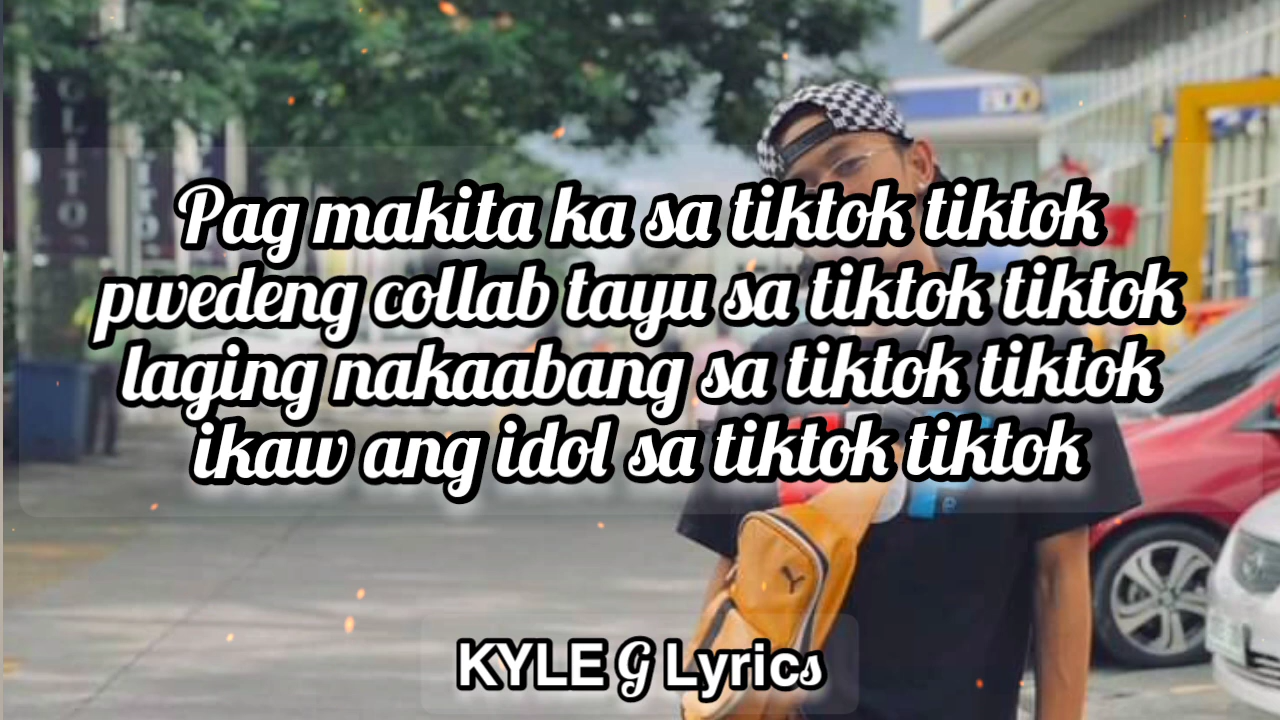 Pag makita ka sa tiktok tiktok
pwedeng collab tayu sa tiktok tiktok
laging nakaabang sa tiktok tiktok
ikaw ang idol sa tiktok tiktok
KYLE G Lyrics